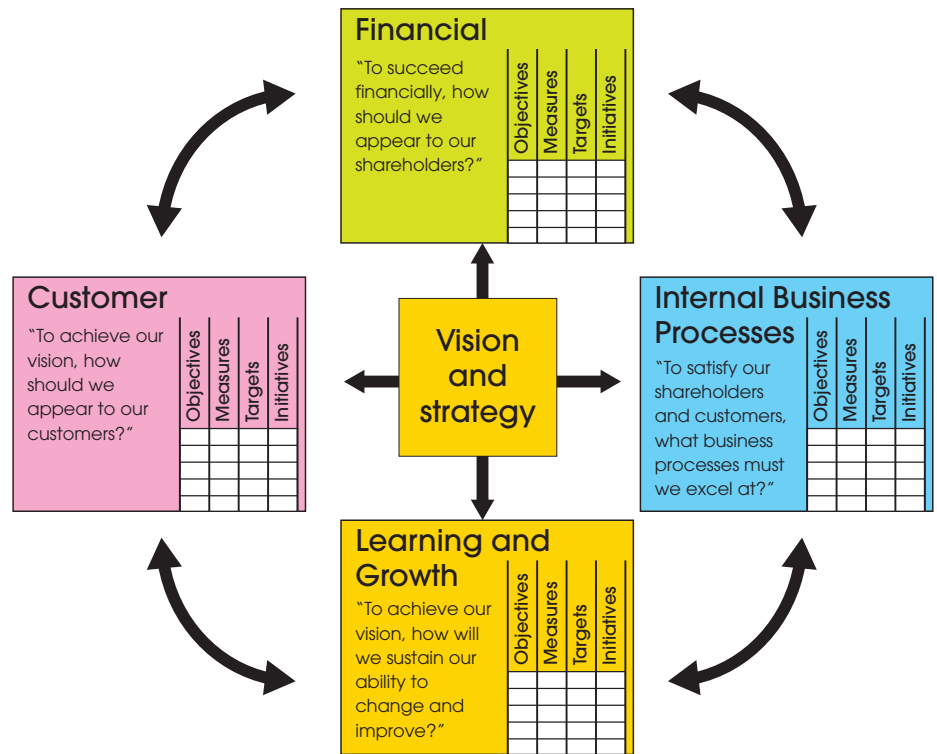 Financial
“To succeed
financially, how
should we
appear to our
shareholders?”
Objectives
Measures
Targets
Initiatives
Customer
“To achieve our
vision, how
should we
appear to our
customers?”
Objectives
Measures
Targets
Initiatives
Vision
and
strategy
Internal Business
Processes
“To satisfy our
shareholders
and customers,
what business
processes must
we excel at?”
Objectives
Measures
Targets
Initiatives
Learning and
Growth
“To achieve our
vision, how will
we sustain our
ability to
change and
improve?”
Objectives
Measures
Targets
Initiatives